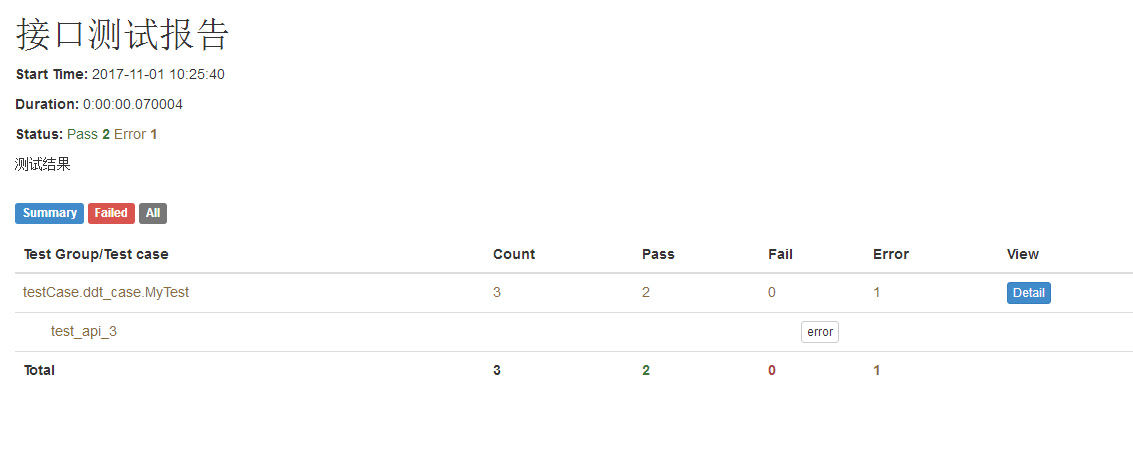 接口测试报告
Start Time: 2017-11-01 10:25:40
Duration: 0:00:00.070004
Status: Pass 2 Error 1
测试结果
Summary Failed All
Test Group/Test case Count Pass Fail Error View
testCase.ddt_case.MyTest 3 2 0 1 Detail
test_api_3 error
Total 3 2 0 1